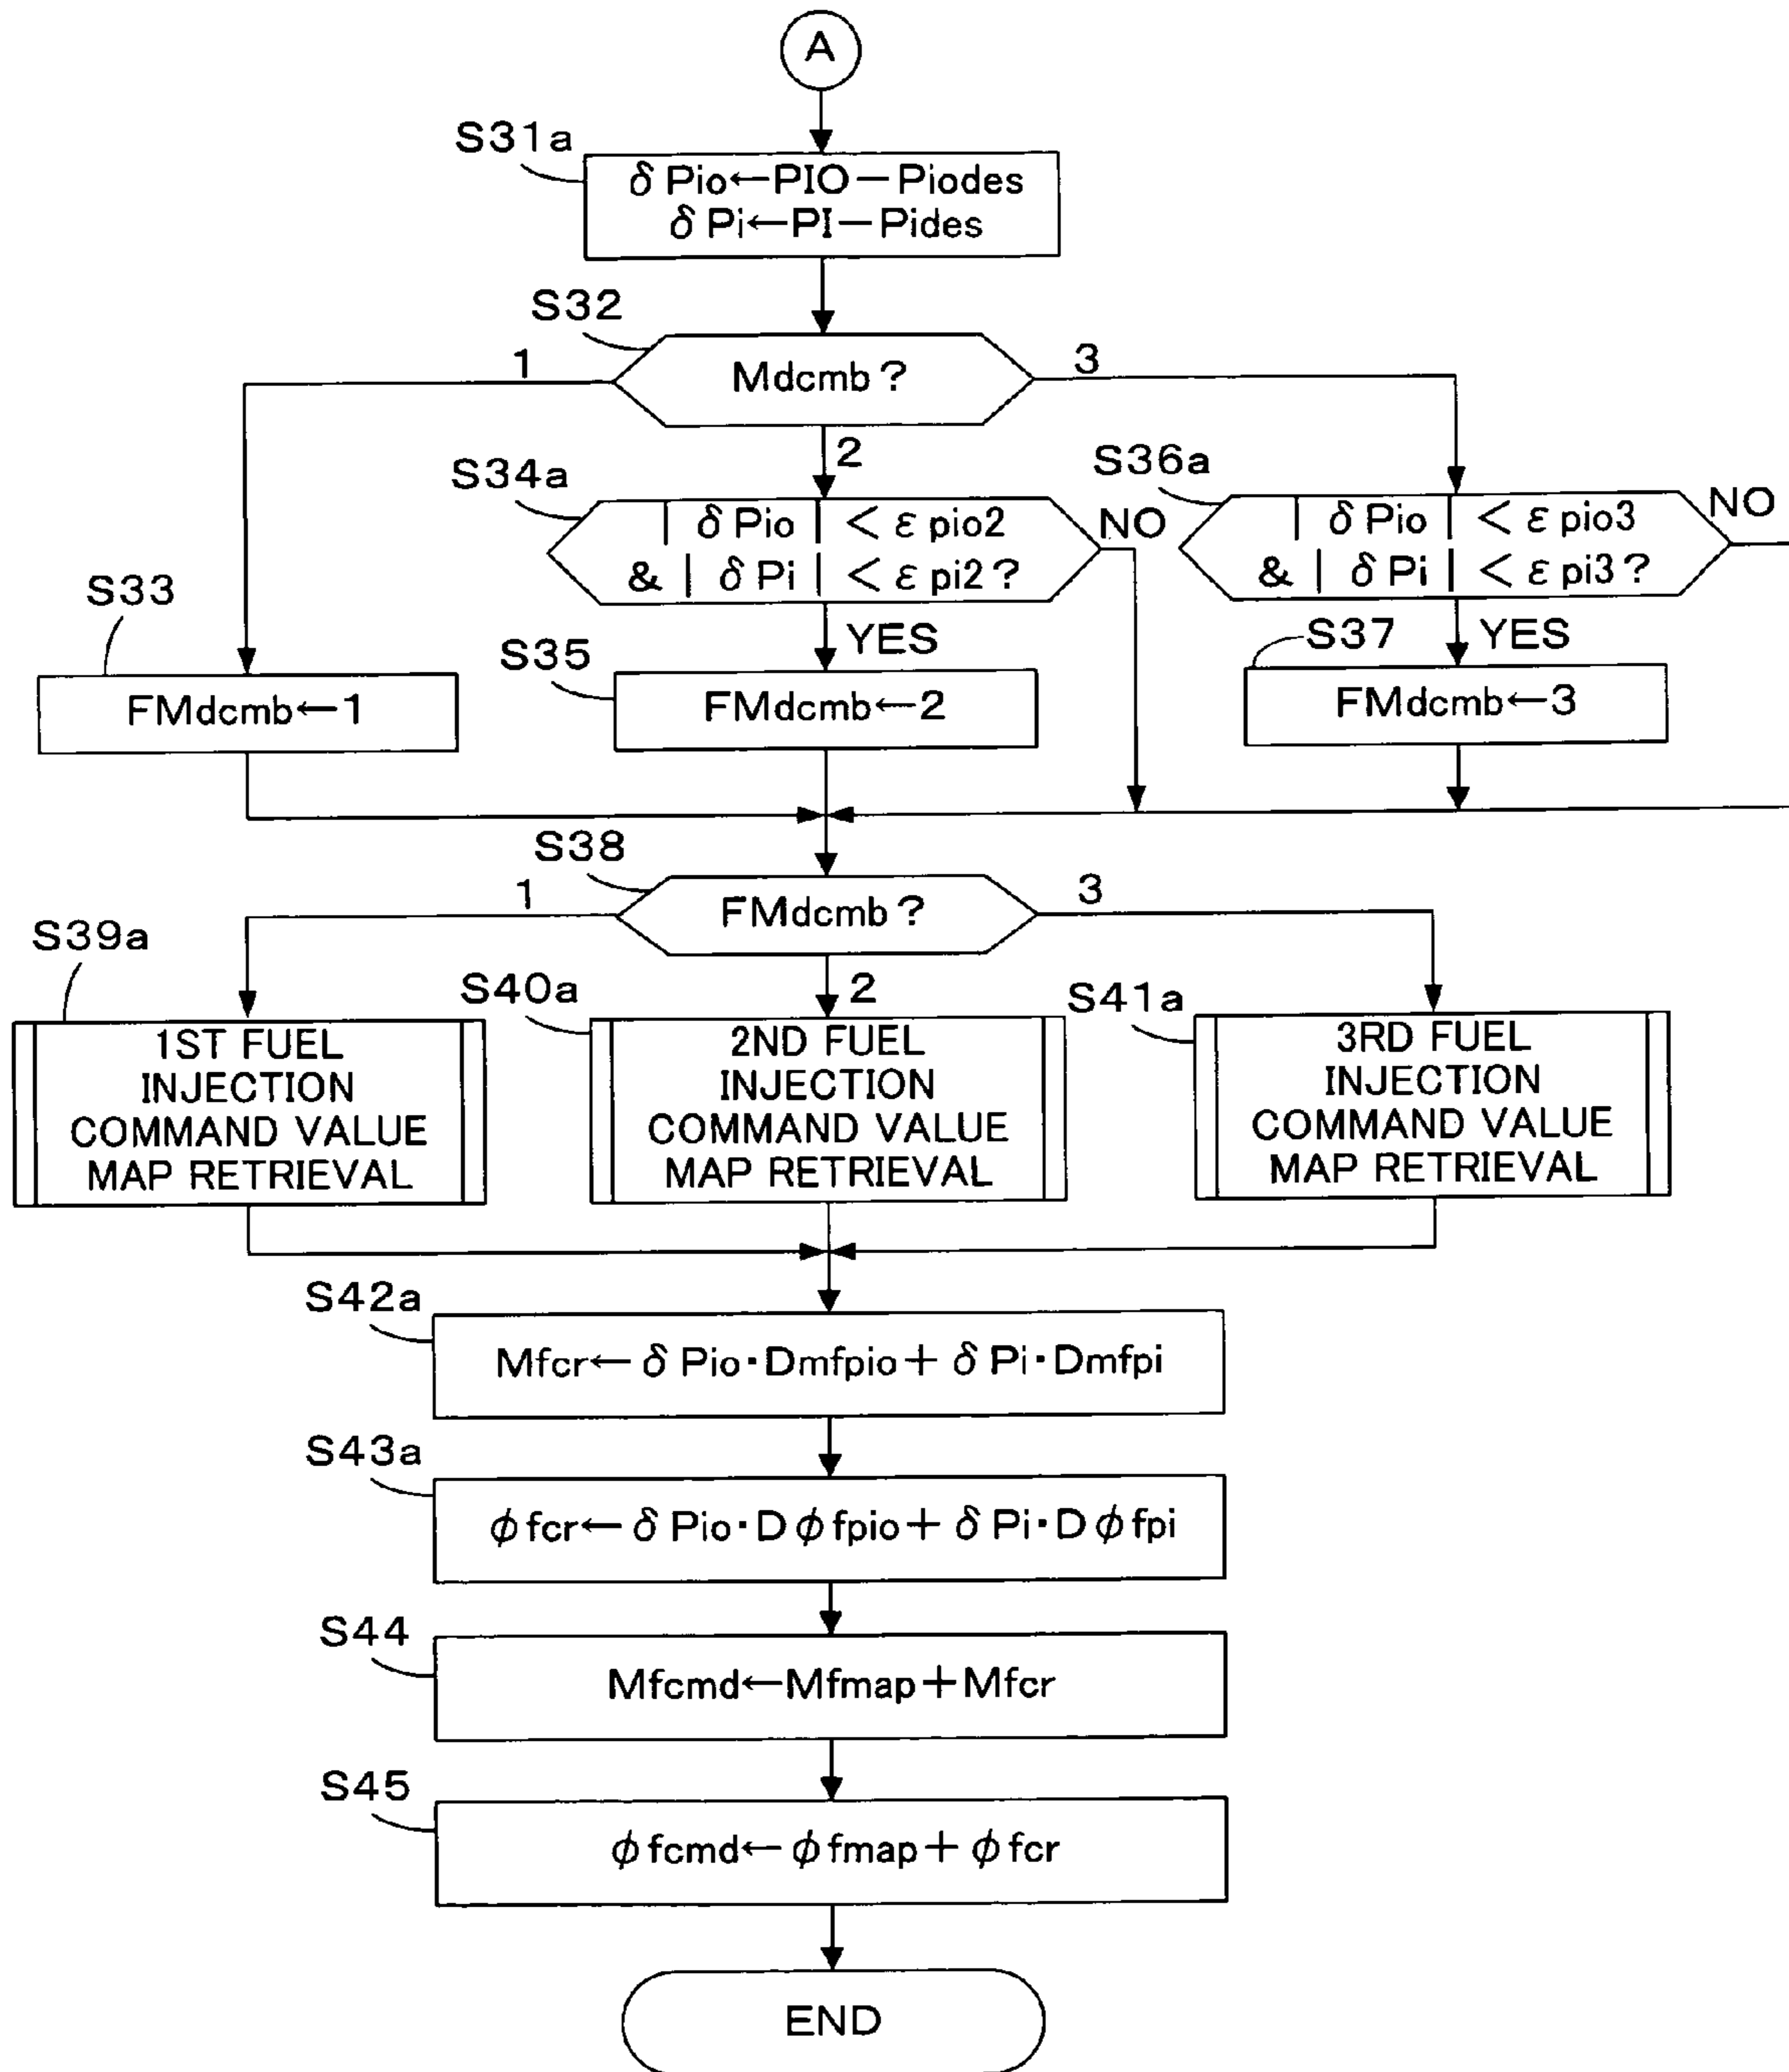 A
S31a
δ Pio←PIO—Piodes
δ Pi←PI—Pides
S32
1
Mdcmb?
3
2
S34a
| δ Pio | < ε pio2
& | δ Pi | < ε pi2?
NO
S36a
| δ Pio | < ε pio3
& | δ Pi | < ε pi3?
NO
S33
FMdcmb←1
YES
S35
FMdcmb←2
S37
YES
FMdcmb←3
S38
1
FMdcmb?
3
2
S39a
1ST FUEL
INJECTION
COMMAND VALUE
MAP RETRIEVAL
S40a
2ND FUEL
INJECTION
COMMAND VALUE
MAP RETRIEVAL
S41a
3RD FUEL
INJECTION
COMMAND VALUE
MAP RETRIEVAL
S42a
Mfcr← δ Pio·Dmfpio+ δ Pi·Dmfpi
S43a
ϕ fcr← δ Pio·D ϕ fpio+ δ Pi·D ϕ fpi
S44
Mfcmd←Mfmap+Mfcr
S45
ϕ fcmd← ϕ fmap+ ϕ fcr
END